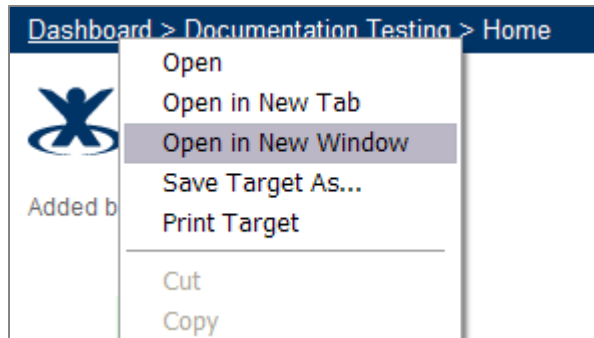 Dashboard > Documentation Testing > Home
Open
Open in New Tab
Open in New Window
Save Target As...
Print Target
Added b
Cut
Copy